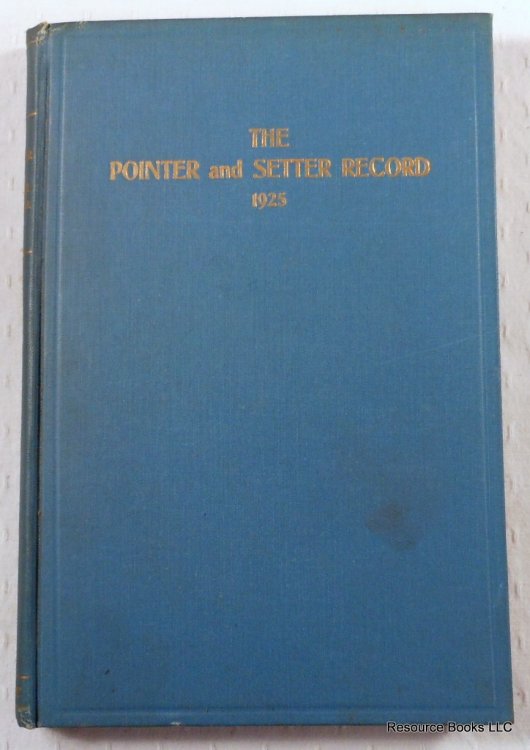 THE
POINTER and SETTER RECORD
1925
Resource Books LLC